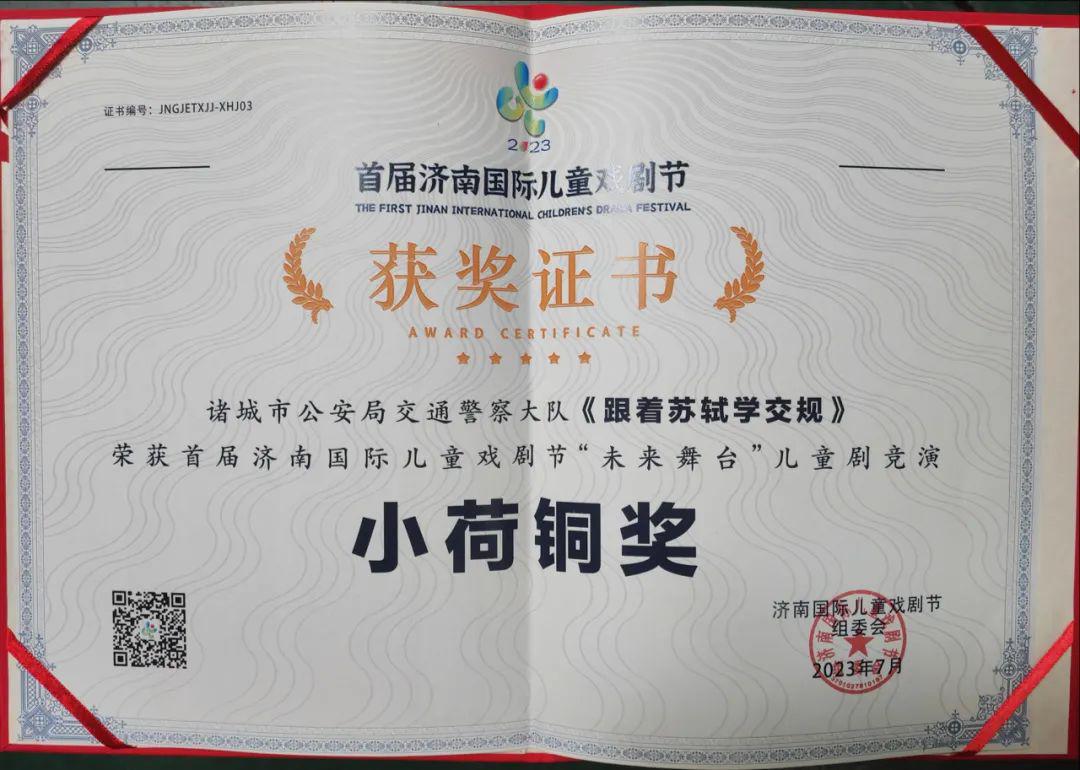 证书编号：JNGJETXJJ-XHJ03
2023
首届济南国际儿童戏剧节
THE FIRST JINAN INTERNATIONAL CHILDREN'S DRAMA FESTIVAL
获奖证书
AWARD CERTIFICATE
诸城市公安局交通警察大队《跟着苏轼学交规》
荣获首届济南国际儿童戏剧节“未来舞台”儿童剧竞演
小荷铜奖
济南国际儿童戏剧节
组委会
2023年7月